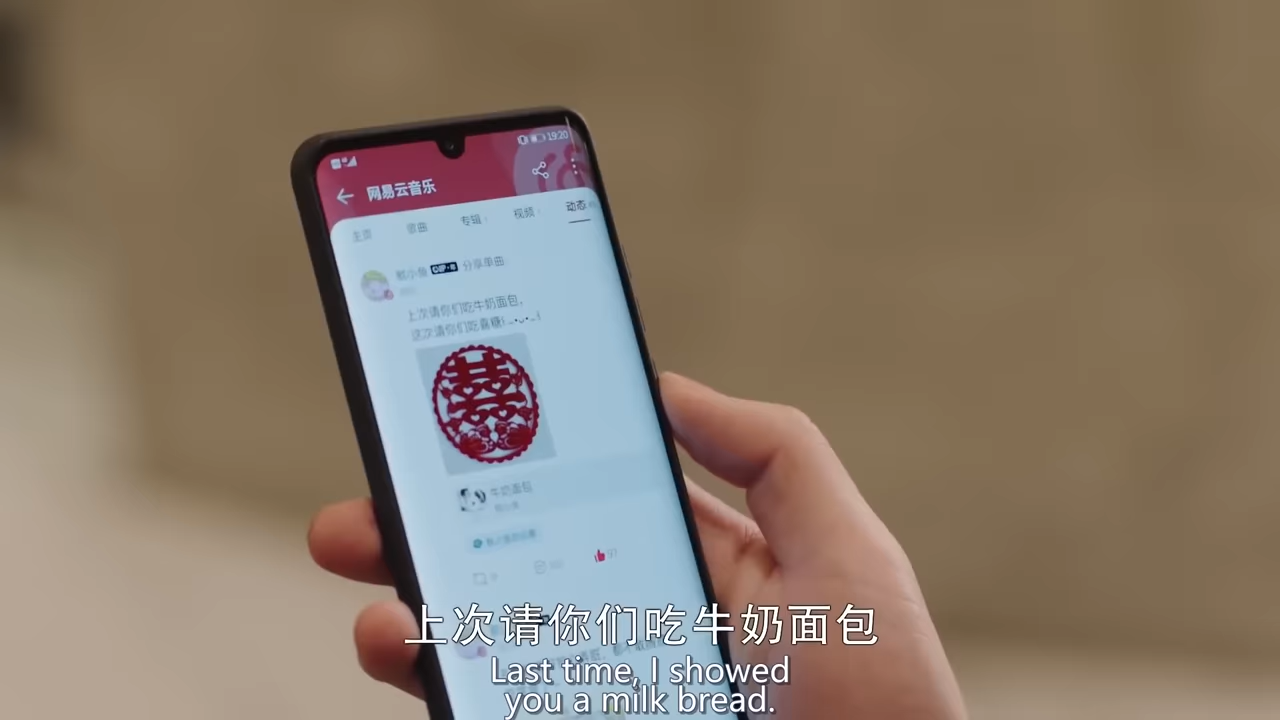 19:20
网易云音乐
主页 歌曲 专辑 视频 动态
分享单曲
上次请你们吃牛奶面包，
这次请你们吃喜糖
囍
牛奶面包
上次请你们吃牛奶面包
Last time, I showed
you a milk bread.